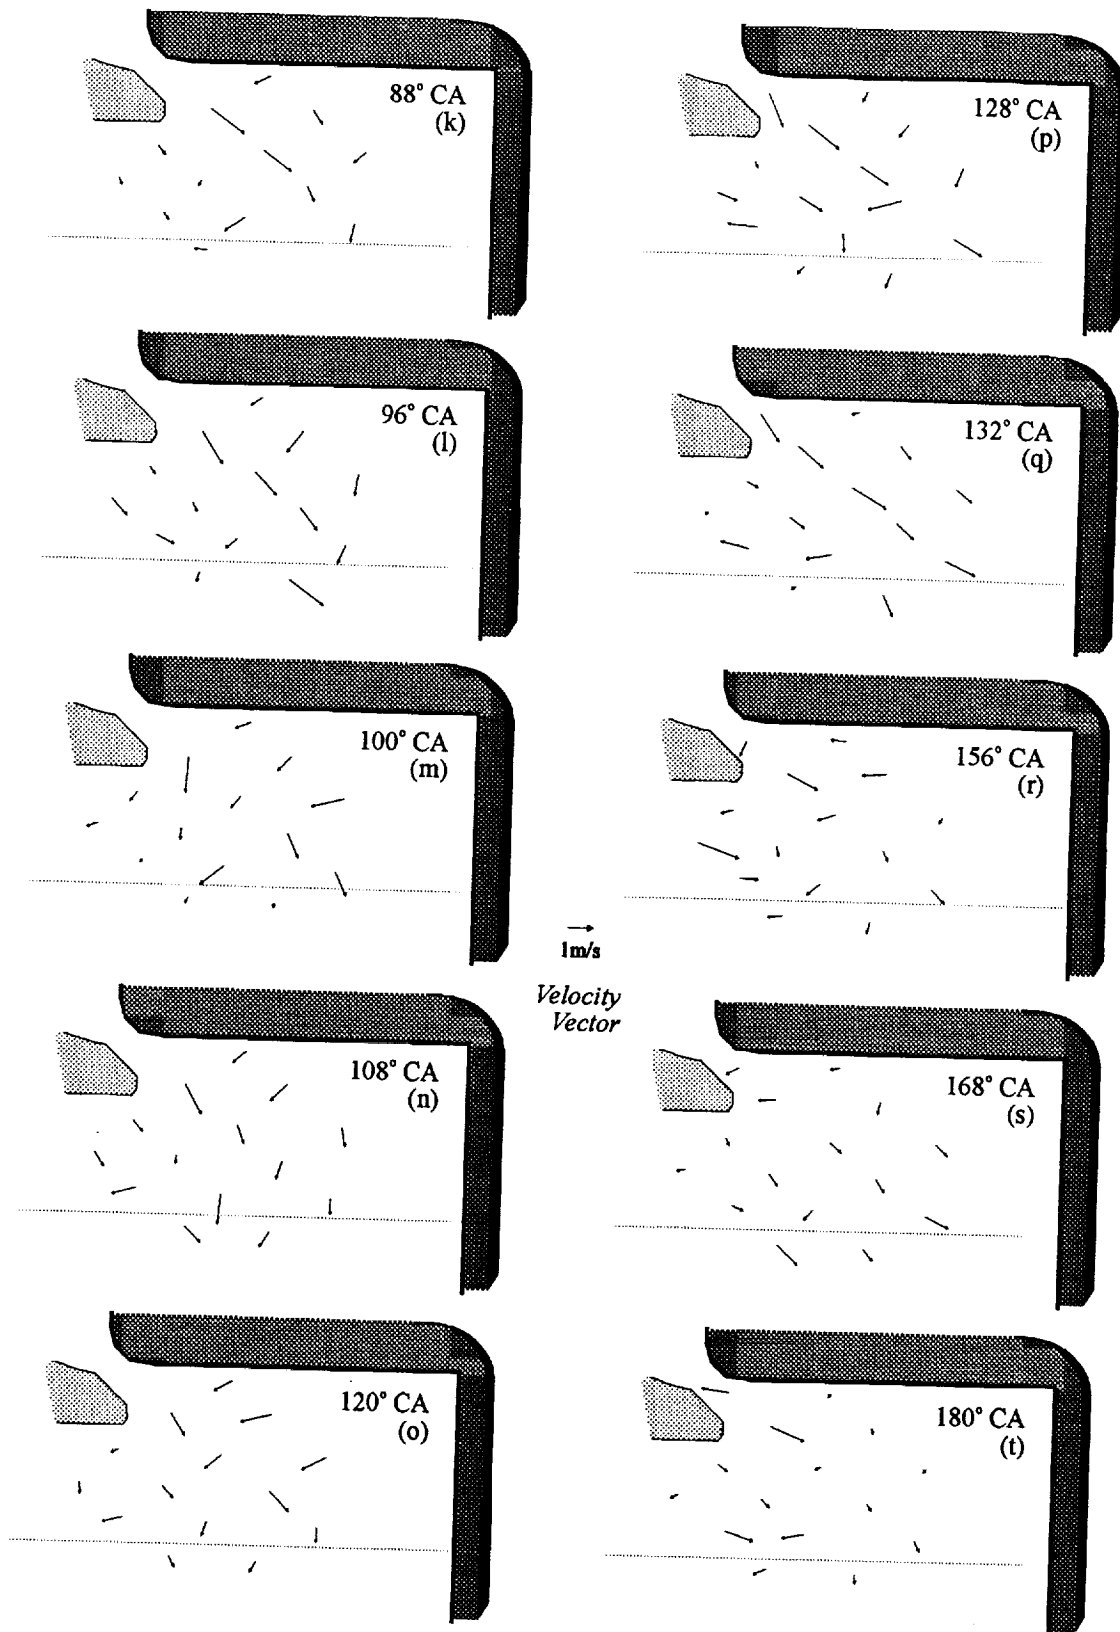 88° CA
(k)
96° CA
(l)
100° CA
(m)
108° CA
(n)
120° CA
(o)
1m/s
Velocity
Vector
128° CA
(p)
132° CA
(q)
156° CA
(r)
168° CA
(s)
180° CA
(t)